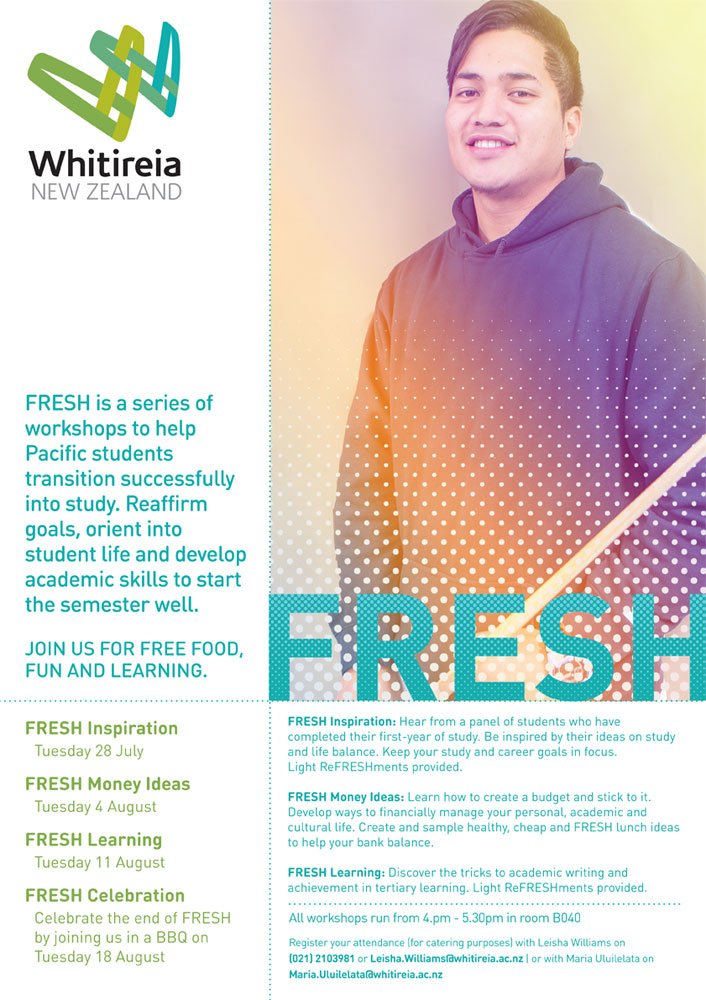 Whitireia
NEW ZEALAND
FRESH is a series of
workshops to help
Pacific students
transition successfully
into study. Reaffirm
goals, orient into
student life and develop
academic skills to start
the semester well.
JOIN US FOR FREE FOOD,
FUN AND LEARNING.
FRESH
FRESH Inspiration
Tuesday 28 July
FRESH Money Ideas
Tuesday 4 August
FRESH Learning
Tuesday 11 August
FRESH Celebration
Celebrate the end of FRESH
by joining us in a BBQ on
Tuesday 18 August
FRESH Inspiration: Hear from a panel of students who have
completed their first-year of study. Be inspired by their ideas on study
and life balance. Keep your study and career goals in focus.
Light ReFRESHments provided.
FRESH Money Ideas: Learn how to create a budget and stick to it.
Develop ways to financially manage your personal, academic and
cultural life. Create and sample healthy, cheap and FRESH lunch ideas
to help your bank balance.
FRESH Learning: Discover the tricks to academic writing and
achievement in tertiary learning. Light ReFRESHments provided.
All workshops run from 4.pm - 5.30pm in room B040
Register your attendance (for catering purposes) with Leisha Williams on
(021) 2103981 or Leisha.Williams@whitireia.ac.nz | or with Maria Uluilelata on
Maria.Uluilelata@whitireia.ac.nz